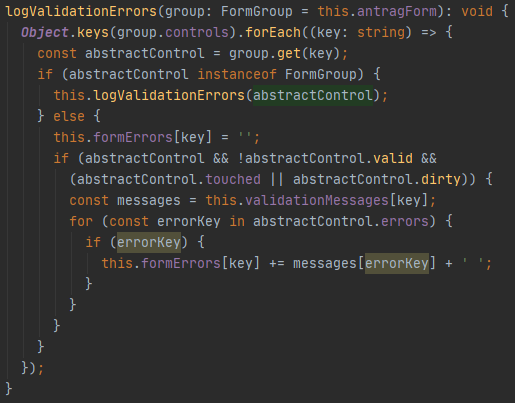 logValidationErrors(group: FormGroup = this.antragForm): void {
  Object.keys(group.controls).forEach((key: string) => {
    const abstractControl = group.get(key);
    if (abstractControl instanceof FormGroup) {
      this.logValidationErrors(abstractControl);
    } else {
      this.formErrors[key] = '';
      if (abstractControl && !abstractControl.valid &&
        (abstractControl.touched || abstractControl.dirty)) {
        const messages = this.validationMessages[key];
        for (const errorKey in abstractControl.errors) {
          if (errorKey) {
            this.formErrors[key] += messages[errorKey] + ' ';
          }
        }
      }
    }
  });
}